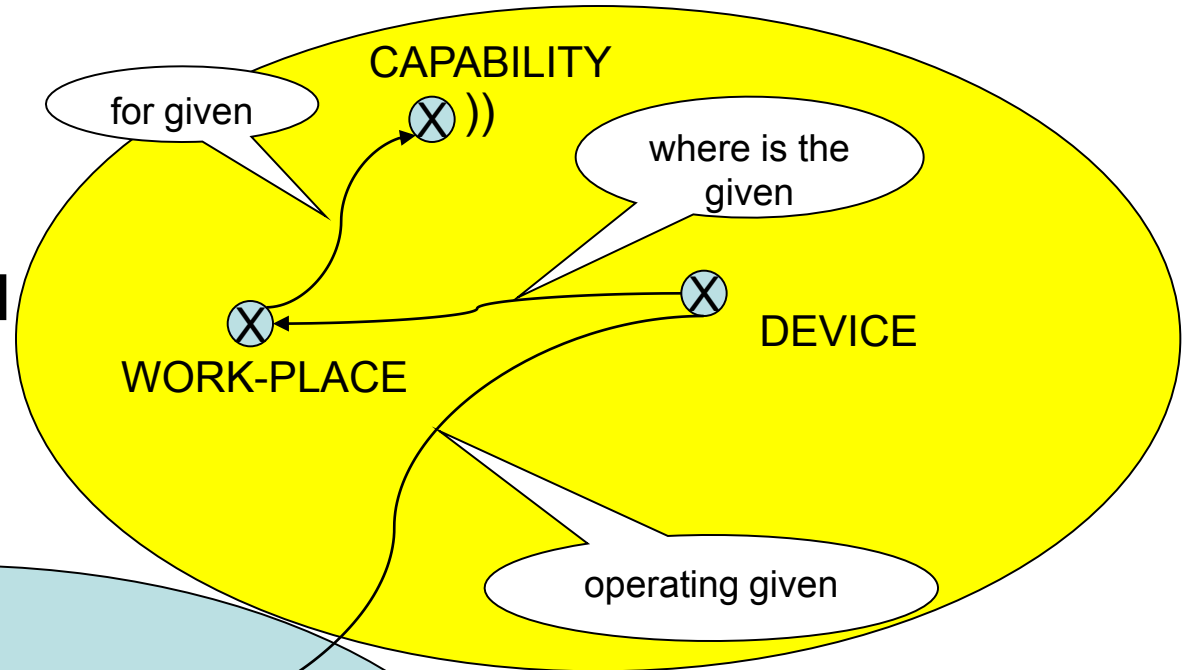 CAPABILITY
for given
X ))
where is the
given
X
DEVICE
X
WORK-PLACE
operating given